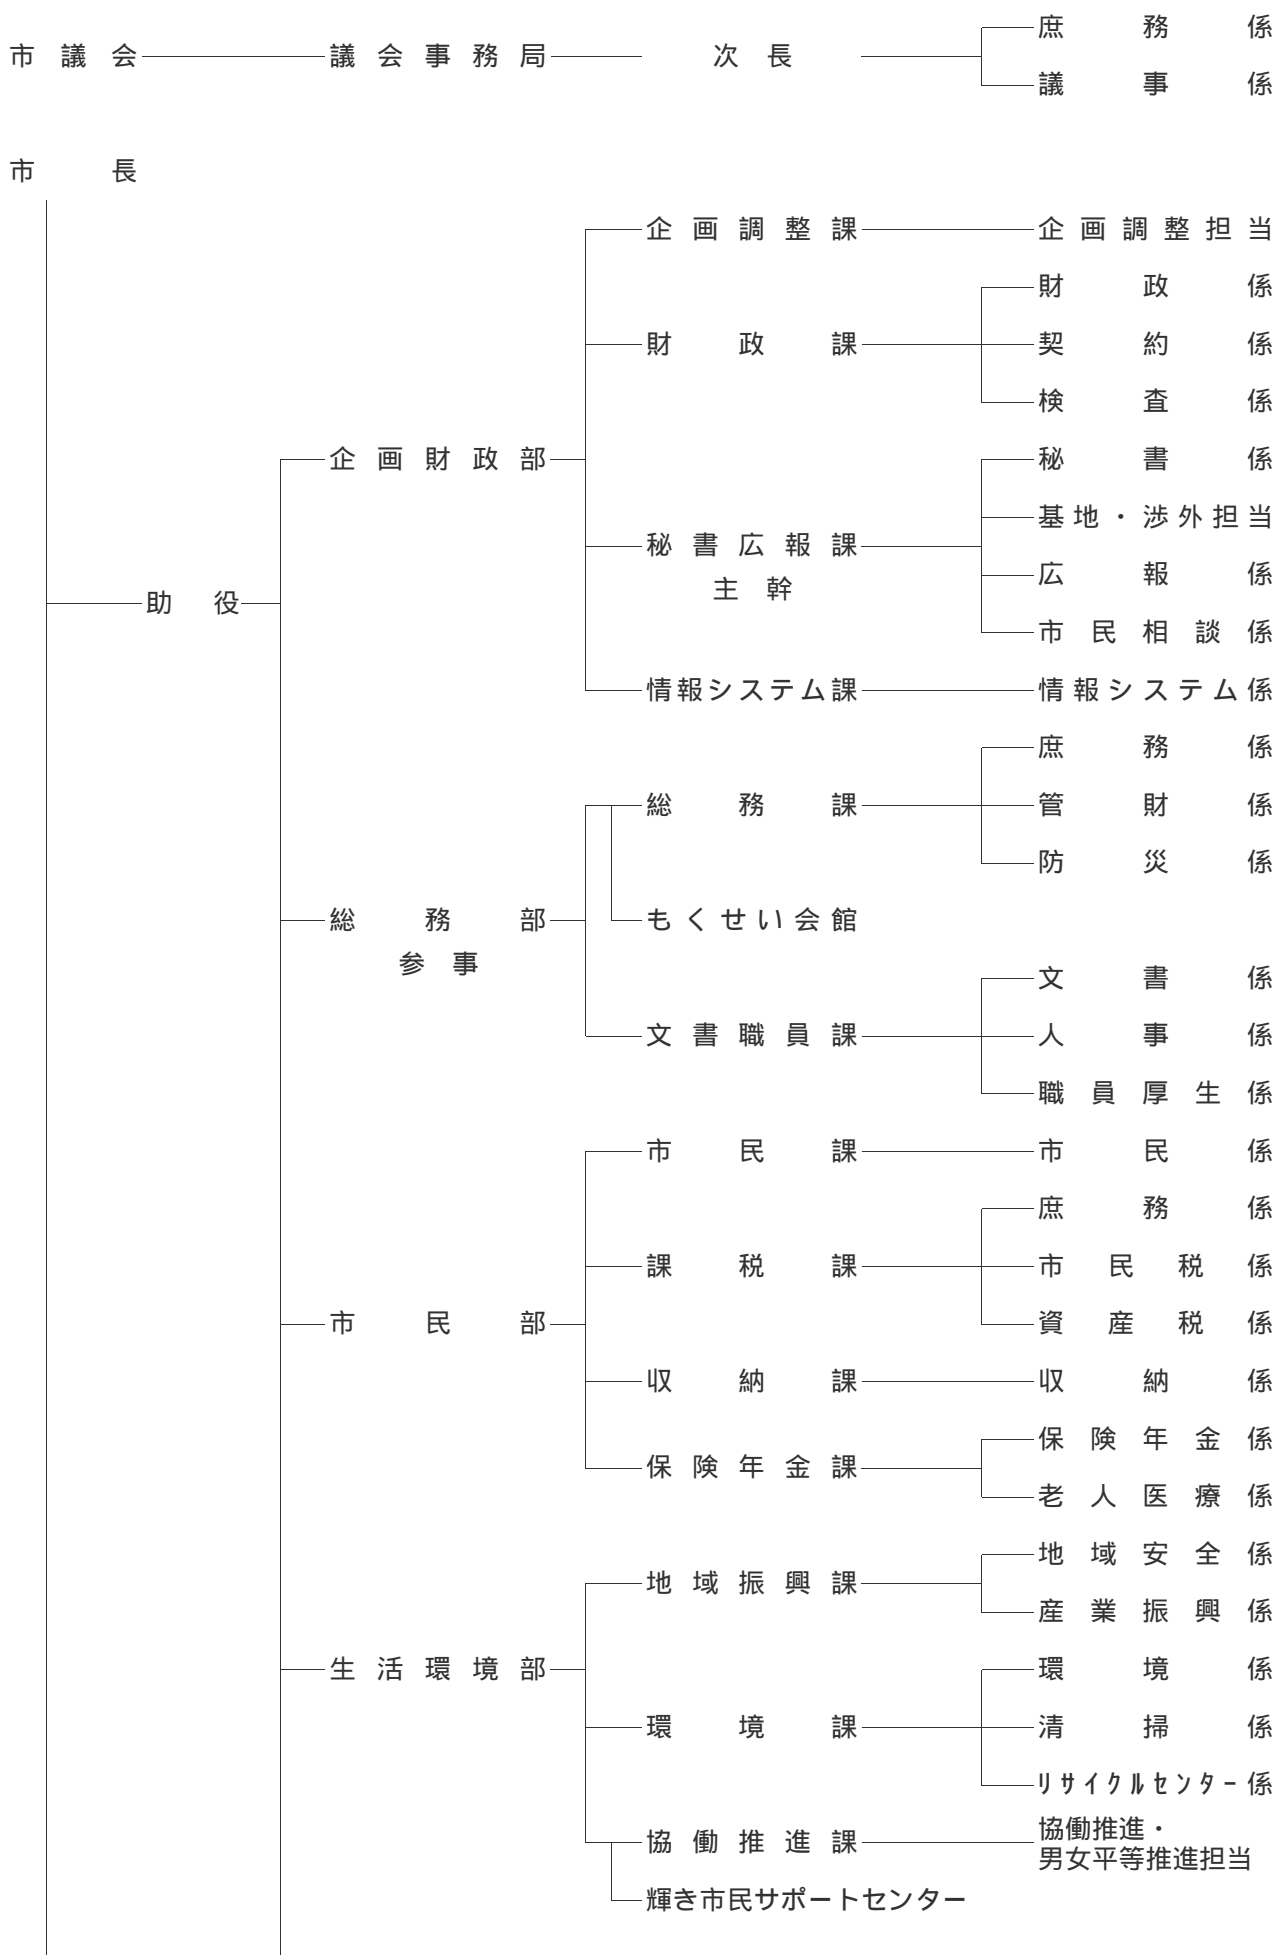 庶務係
市議会 議会事務局 次長
議事係
市長
企画調整課 企画調整担当
財政係
財政課 契約係
検査係
企画財政部 秘書係
基地・渉外担当
秘書広報課
主幹
広報係
助役
市民相談係
情報システム課 情報システム係
庶務係
総務課 管財係
防災係
総務部 もくせい会館
参事
文書係
文書職員課 人事係
職員厚生係
市民課 市民係
庶務係
課税課 市民税係
市民部 資産税係
収納課 収納係
保険年金係
保険年金課
老人医療係
地域安全係
地域振興課
産業振興係
生活環境部 環境係
環境課 清掃係
リサイクルセンター係
協働推進課 協働推進・
男女平等推進担当
輝き市民サポートセンター